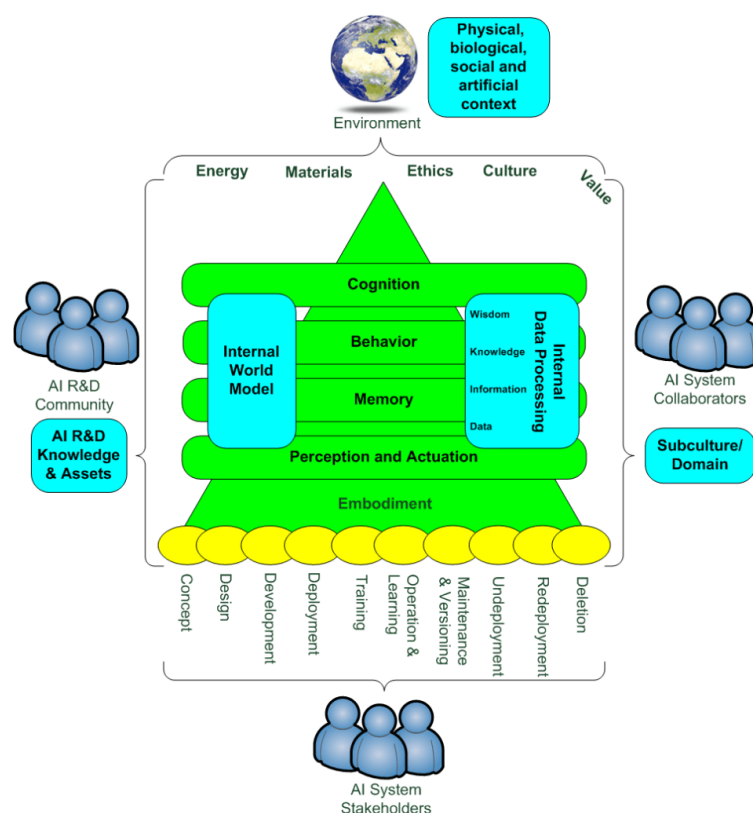 Physical,
biological,
social and
artificial
context
Environment
Energy
Materials
Ethics
Culture
Value
Cognition
Behavior
Memory
Perception and Actuation
Embodiment
Internal
World
Model
Internal
Data Processing
Wisdom
Knowledge
Information
Data
AI R&D
Community
AI R&D
Knowledge
& Assets
AI System
Collaborators
Subculture/
Domain
Concept
Design
Development
Deployment
Training
Operation &
Learning
Maintenance
& Versioning
Undeployment
Redeployment
Deletion
AI System
Stakeholders